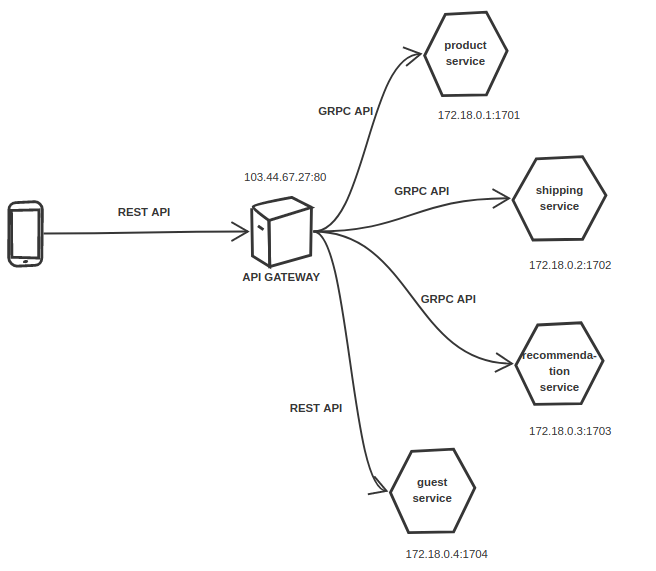 product
service
172.18.0.1:1701
GRPC API
103.44.67.27:80
GRPC API
shipping
service
REST API
172.18.0.2:1702
API GATEWAY
GRPC API
recommenda-
tion
service
172.18.0.3:1703
REST API
guest
service
172.18.0.4:1704